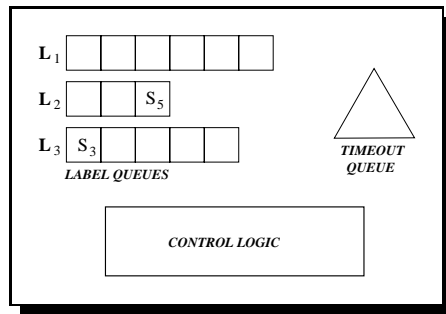 L1
L2 S5
L3 S3
LABEL QUEUES
TIMEOUT
QUEUE
CONTROL LOGIC